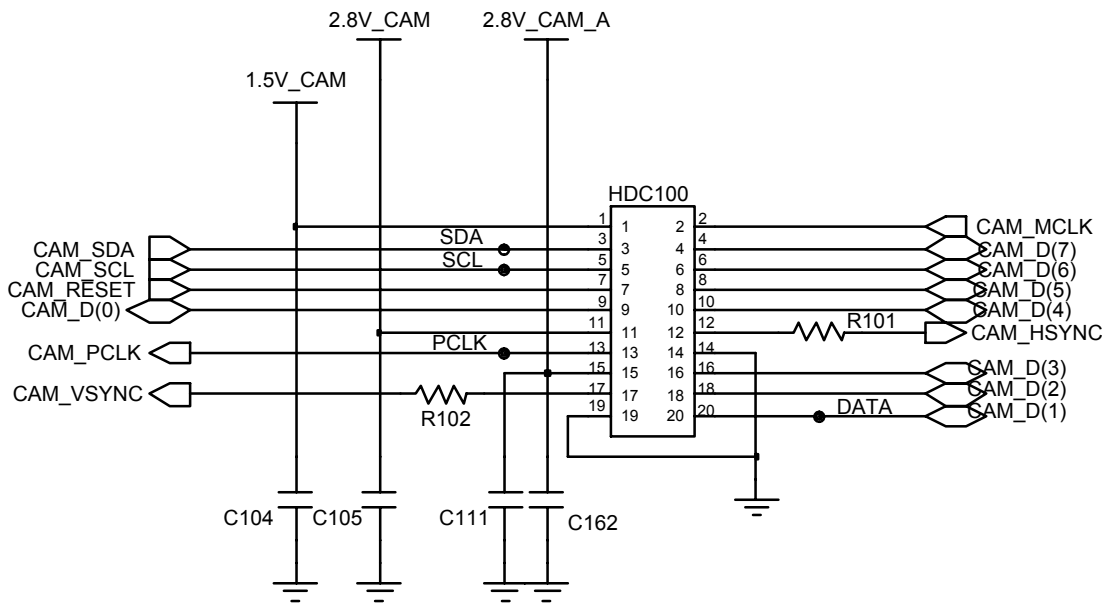 2.8V_CAM 2.8V_CAM_A
1.5V_CAM
HDC100
1 1 2 2 CAM_MCLK
CAM_SDA SDA 3 3 4 4 CAM_D(7)
CAM_SCL SCL 5 5 6 6 CAM_D(6)
CAM_RESET 7 7 8 8 CAM_D(5)
CAM_D(0) 9 9 10 10 CAM_D(4)
11 11 12 12 R101 CAM_HSYNC
CAM_PCLK PCLK 13 13 14 14
15 15 16 16 CAM_D(3)
CAM_VSYNC R102 17 17 18 18 CAM_D(2)
19 19 20 20 DATA CAM_D(1)
C104 C105 C111 C162